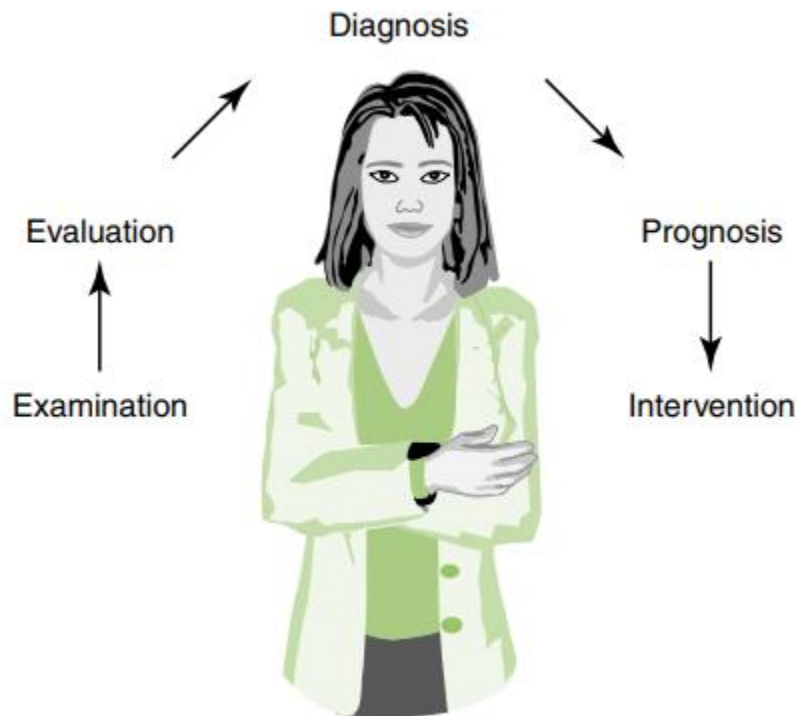 Diagnosis
Evaluation
Prognosis
Examination
Intervention